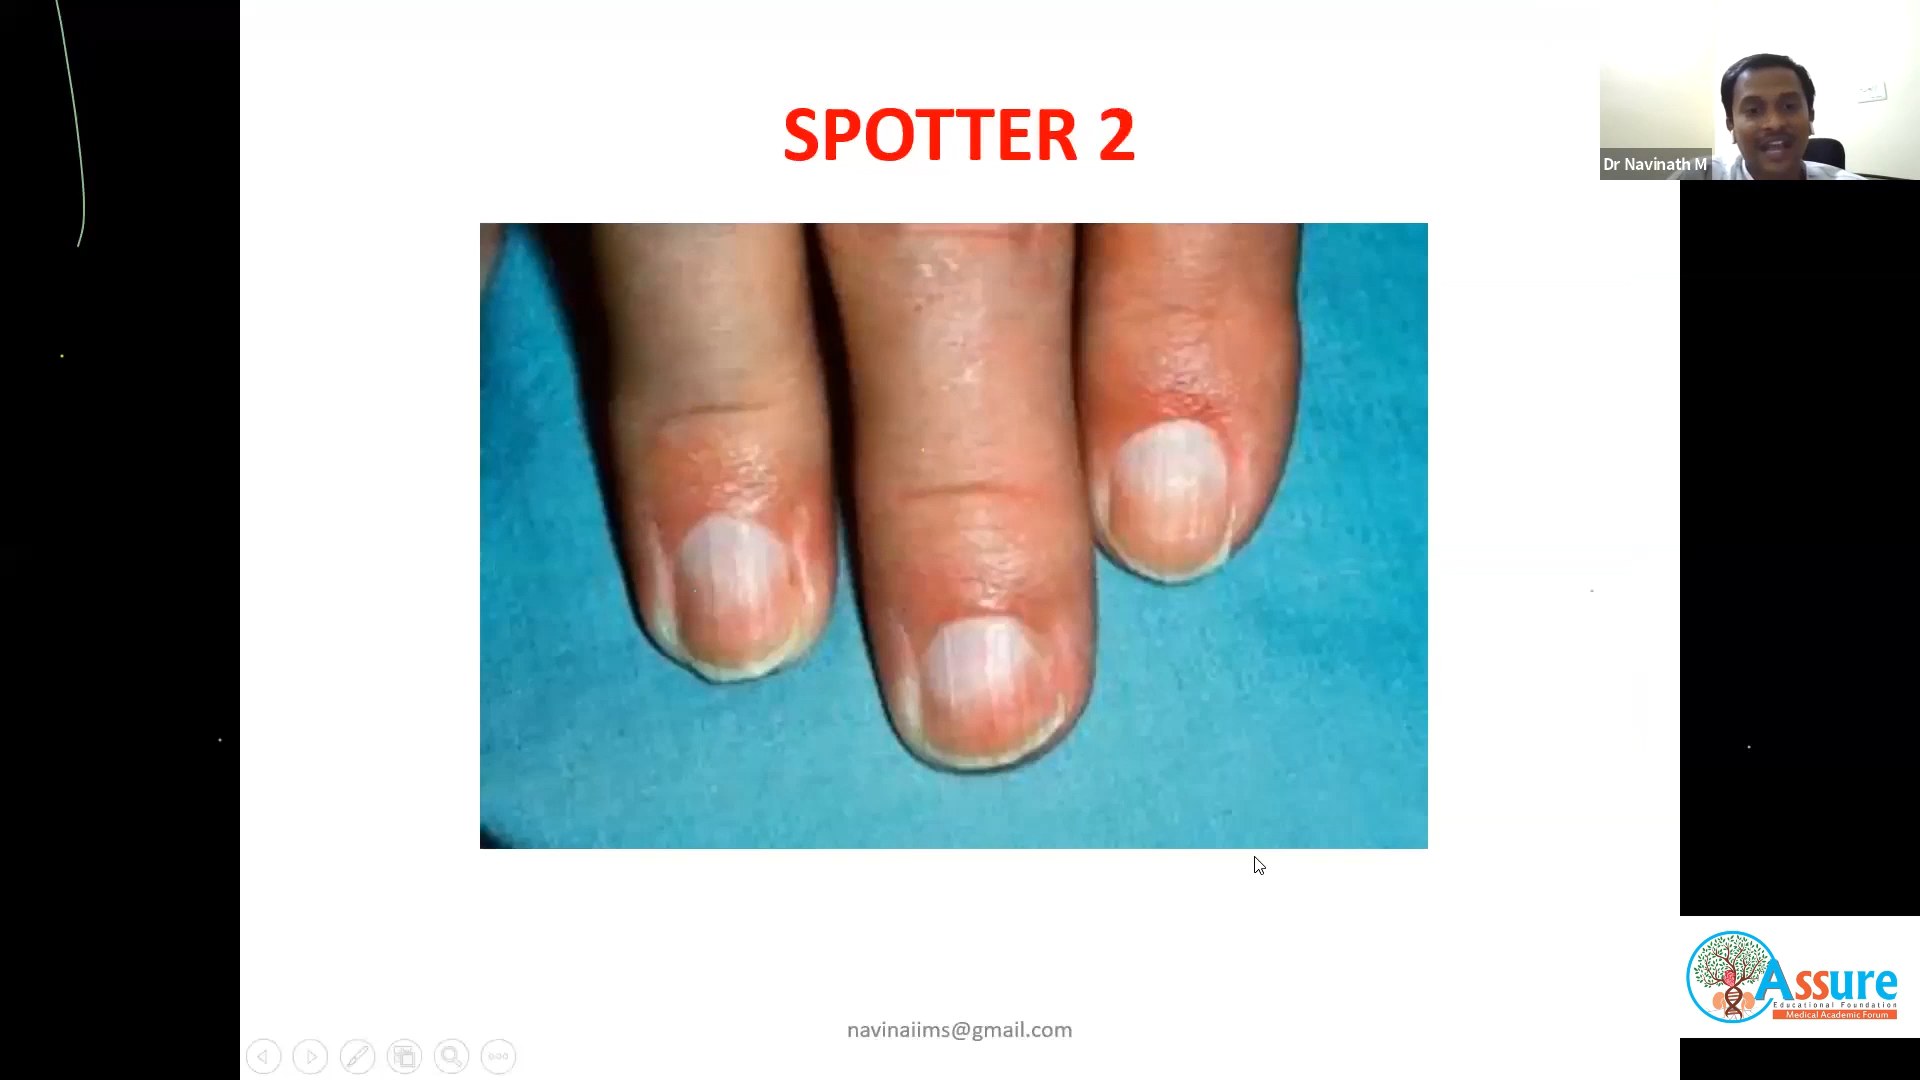 SPOTTER 2
Dr Navinath M
Assure
Educational Foundation
Medical Academic Forum
navinaiims@gmail.com